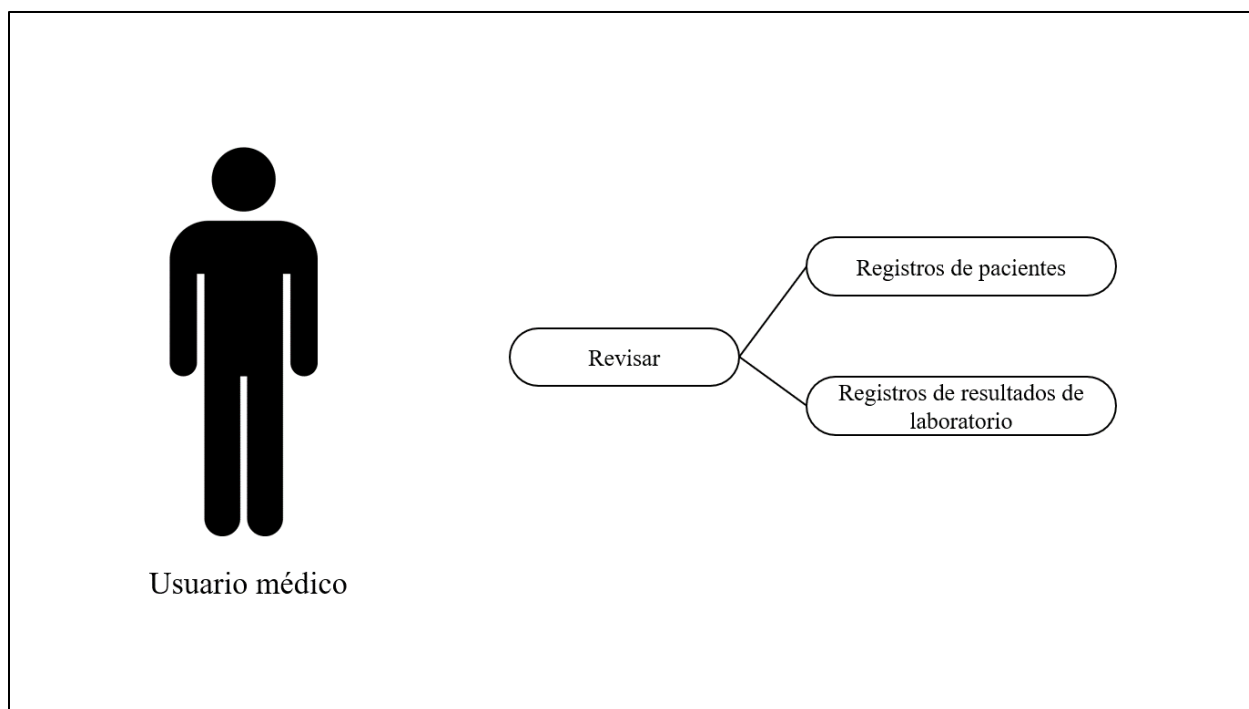 Registros de pacientes
Revisar
Registros de resultados de
laboratorio
Usuario médico